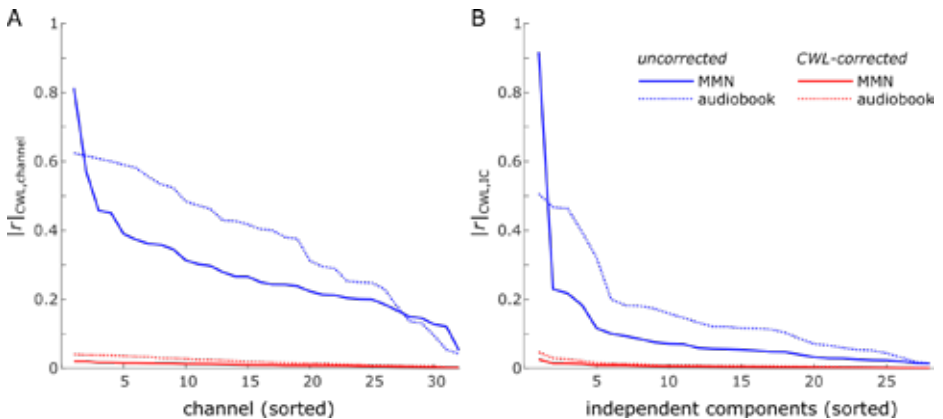 A
1
0.8
0.6
0.4
0.2
0
5
10
15
20
25
30
channel (sorted)
|r|CWL,channel
B
1
0.8
0.6
0.4
0.2
0
5
10
15
20
25
independent components (sorted)
|r|CWL,IC
uncorrected CWL-corrected
MMN MMN
audiobook audiobook